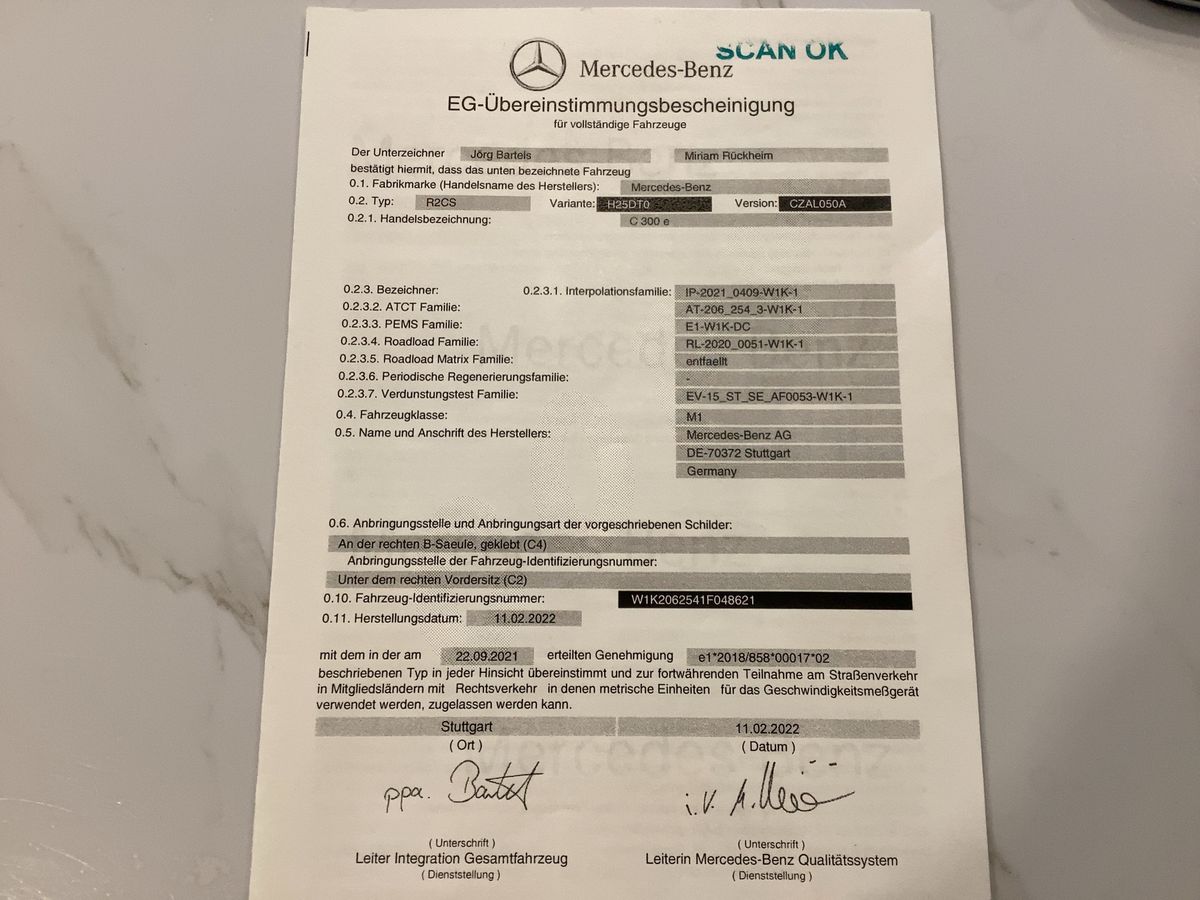 SCAN OK
Mercedes-Benz
EG-Übereinstimmungsbescheinigung
für vollständige Fahrzeuge
Der Unterzeichner Jörg Bartels Miriam Rückheim
bestätigt hiermit, dass das unten bezeichnete Fahrzeug
0.1. Fabrikmarke (Handelsname des Herstellers): Mercedes-Benz
0.2. Typ: R2CS Variante: H25DT0 Version: CZAL050A
0.2.1. Handelsbezeichnung: C 300 e
0.2.3. Bezeichner: 0.2.3.1. Interpolationsfamilie: IP-2021_0409-W1K-1
0.2.3.2. ATCT Familie: AT-206_254_3-W1K-1
0.2.3.3. PEMS Familie: E1-W1K-DC
0.2.3.4. Roadload Familie: RL-2020_0051-W1K-1
0.2.3.5. Roadload Matrix Familie: entfaellt
0.2.3.6. Periodische Regenerierungsfamilie: -
0.2.3.7. Verdunstungstest Familie: EV-15_ST_SE_AF0053-W1K-1
0.4. Fahrzeugklasse: M1
0.5. Name und Anschrift des Herstellers: Mercedes-Benz AG
DE-70372 Stuttgart
Germany
0.6. Anbringungsstelle und Anbringungsart der vorgeschriebenen Schilder:
An der rechten B-Saeule, geklebt (C4)
Anbringungsstelle der Fahrzeug-Identifizierungsnummer:
Unter dem rechten Vordersitz (C2)
0.10. Fahrzeug-Identifizierungsnummer: W1K2062541F048621
0.11. Herstellungsdatum: 11.02.2022
mit dem in der am 22.09.2021 erteilten Genehmigung e1*2018/858*00017*02
beschriebenen Typ in jeder Hinsicht übereinstimmt und zur fortwährenden Teilnahme am Straßenverkehr
in Mitgliedsländern mit Rechtsverkehr in denen metrische Einheiten für das Geschwindigkeitsmeßgerät
verwendet werden, zugelassen werden kann.
Stuttgart 11.02.2022
( Ort ) ( Datum )
ppa. i.V.
( Unterschrift ) ( Unterschrift )
Leiter Integration Gesamtfahrzeug Leiterin Mercedes-Benz Qualitätssystem
( Dienststellung ) ( Dienststellung )